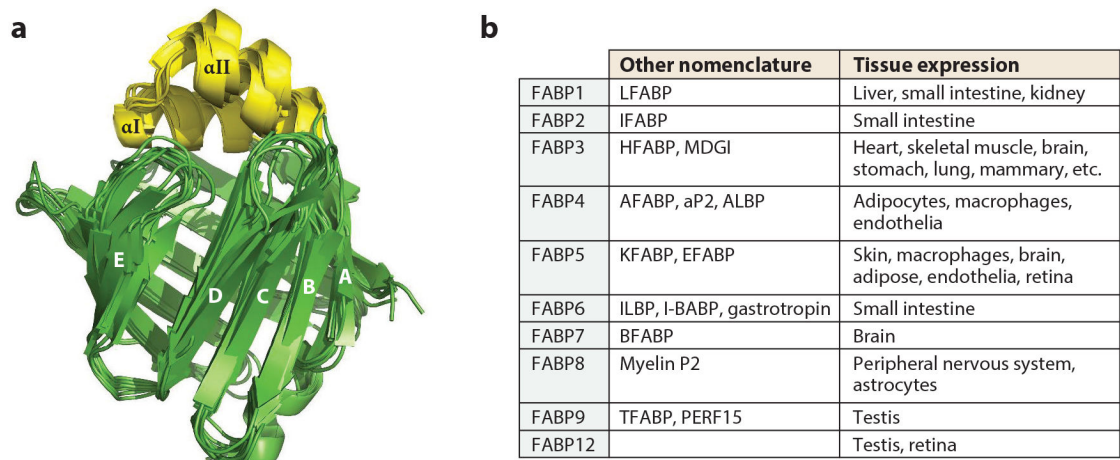 a
αII
αI
E
D
C
B
A
b
Other nomenclature Tissue expression
FABP1 LFABP Liver, small intestine, kidney
FABP2 IFABP Small intestine
FABP3 HFABP, MDGI Heart, skeletal muscle, brain,
stomach, lung, mammary, etc.
FABP4 AFABP, aP2, ALBP Adipocytes, macrophages,
endothelia
FABP5 KFABP, EFABP Skin, macrophages, brain,
adipose, endothelia, retina
FABP6 ILBP, I-BABP, gastrotropin Small intestine
FABP7 BFABP Brain
FABP8 Myelin P2 Peripheral nervous system,
astrocytes
FABP9 TFABP, PERF15 Testis
FABP12 Testis, retina